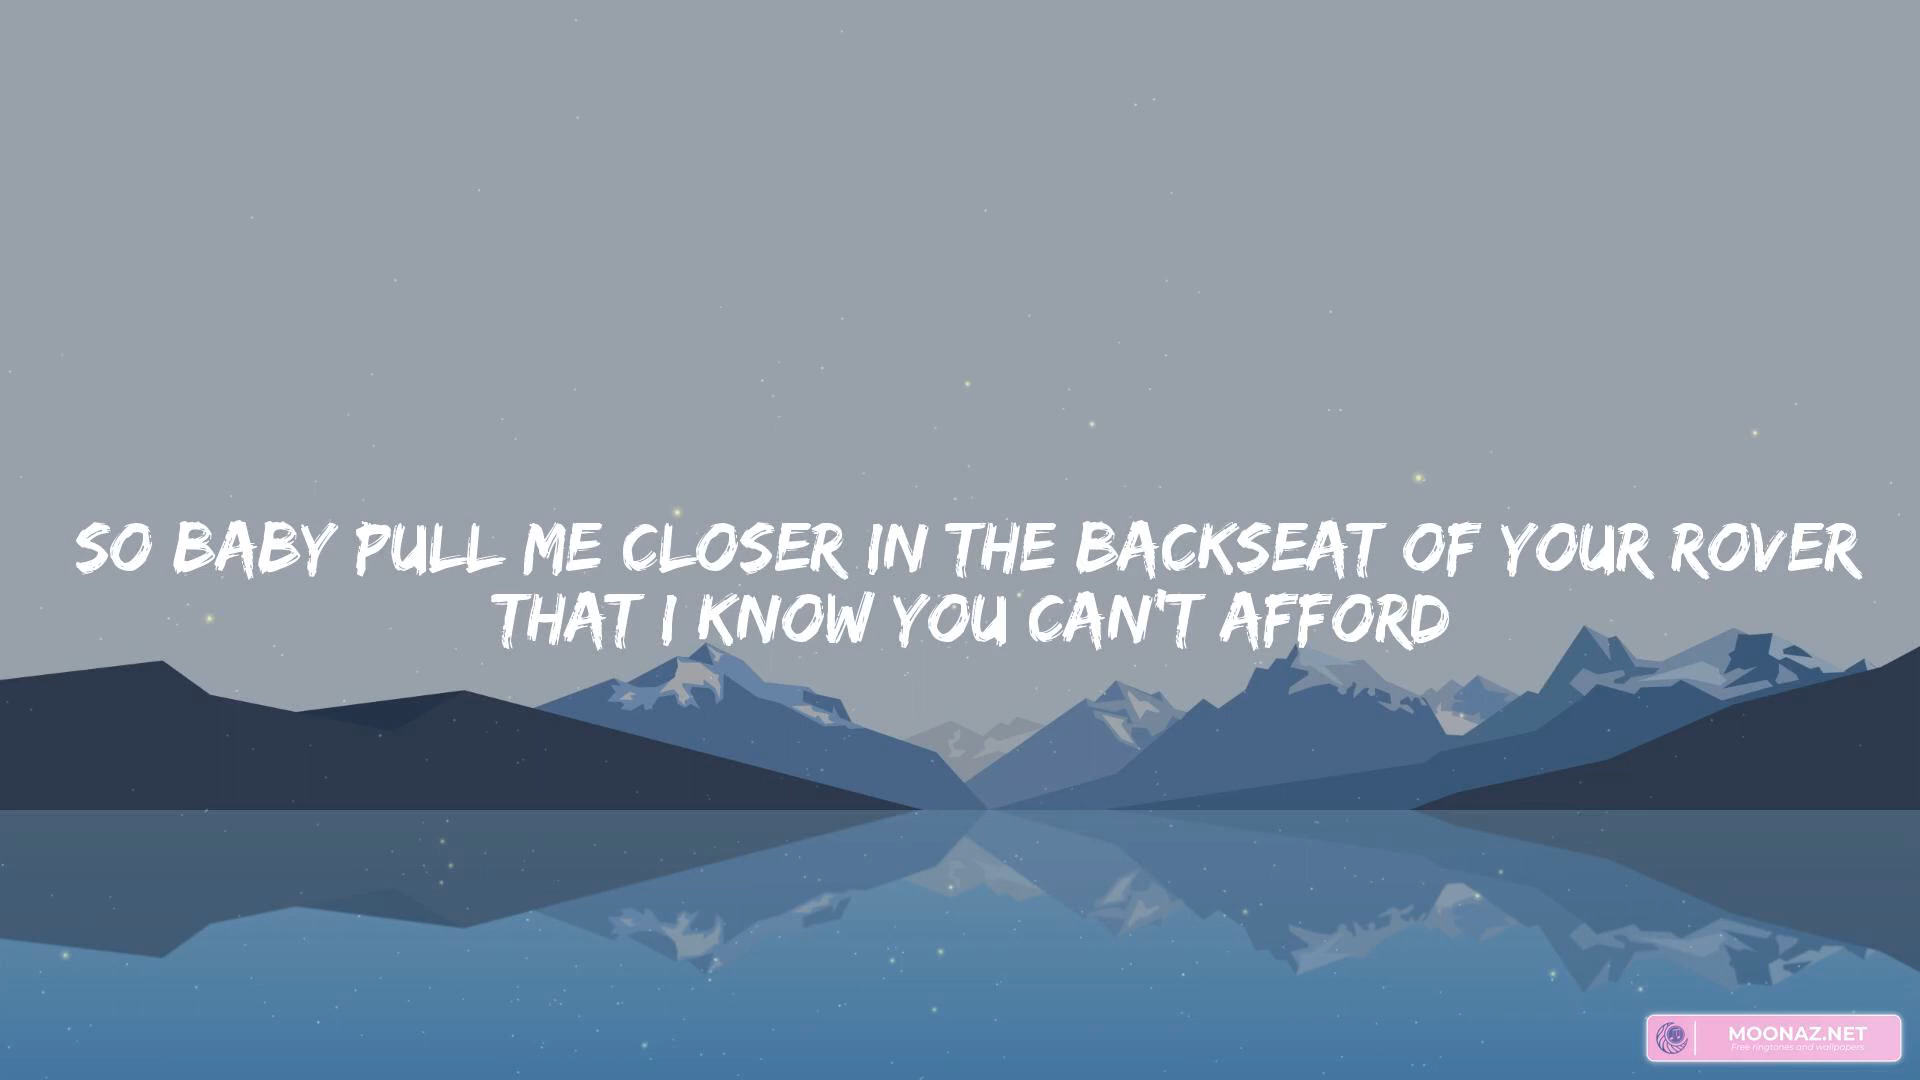 SO BABY PULL ME CLOSER IN THE BACKSEAT OF YOUR ROVER
THAT I KNOW YOU CAN'T AFFORD
MOONAZ.NET
Free ringtones and wallpapers